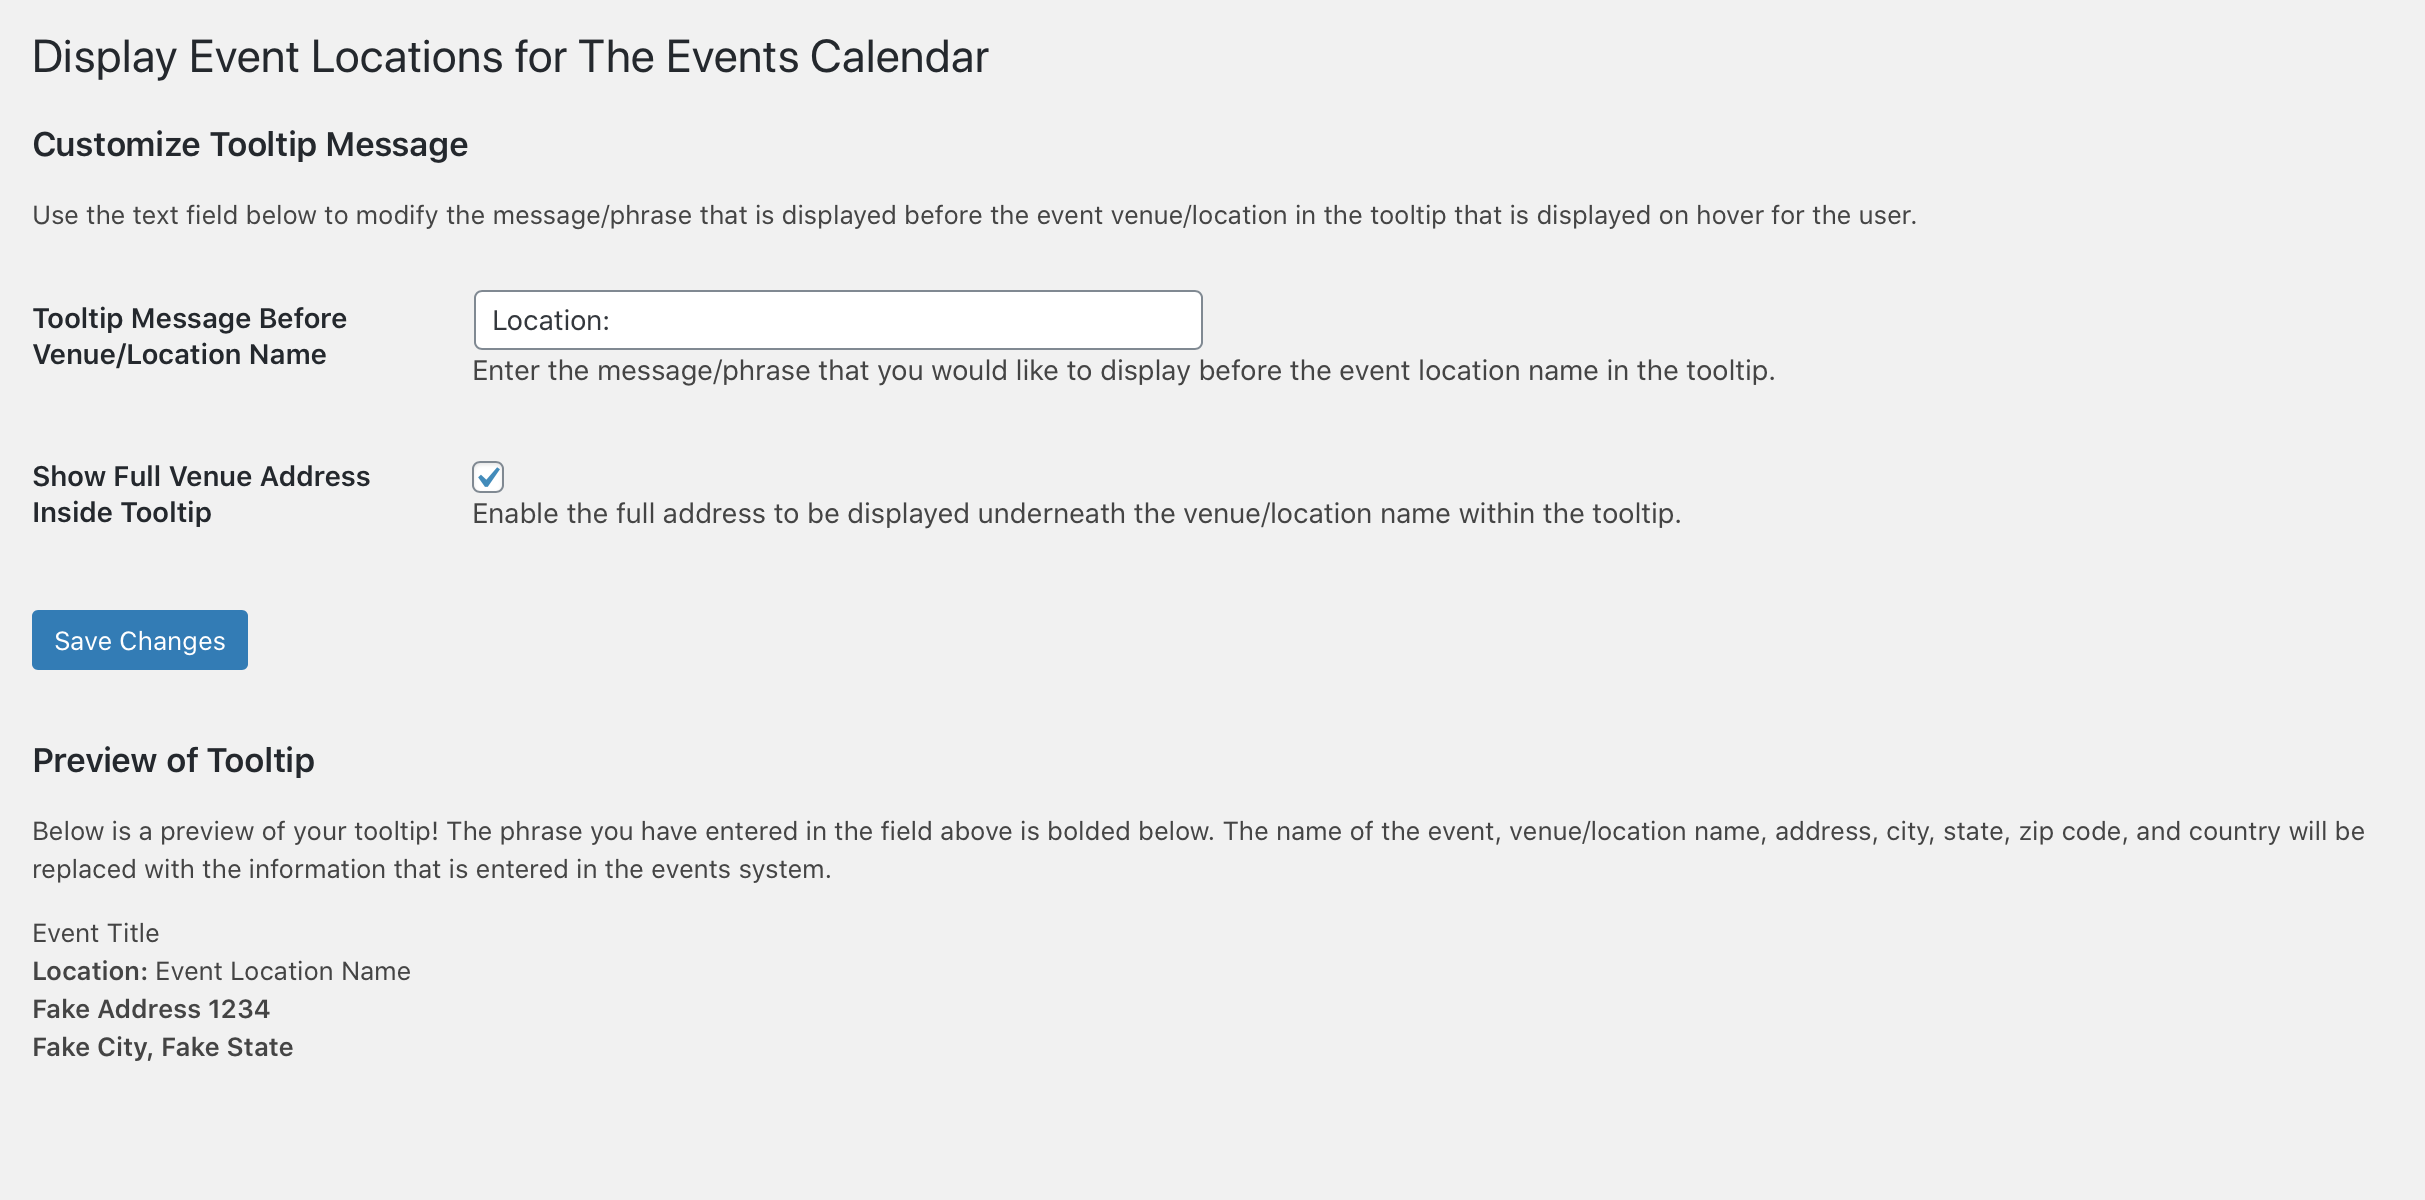 Display Event Locations for The Events Calendar
Customize Tooltip Message
Use the text field below to modify the message/phrase that is displayed before the event venue/location in the tooltip that is displayed on hover for the user.
Tooltip Message Before
Venue/Location Name
Location:
Enter the message/phrase that you would like to display before the event location name in the tooltip.
Show Full Venue Address
Inside Tooltip
Enable the full address to be displayed underneath the venue/location name within the tooltip.
Save Changes
Preview of Tooltip
Below is a preview of your tooltip! The phrase you have entered in the field above is bolded below. The name of the event, venue/location name, address, city, state, zip code, and country will be
replaced with the information that is entered in the events system.
Event Title
Location: Event Location Name
Fake Address 1234
Fake City, Fake State